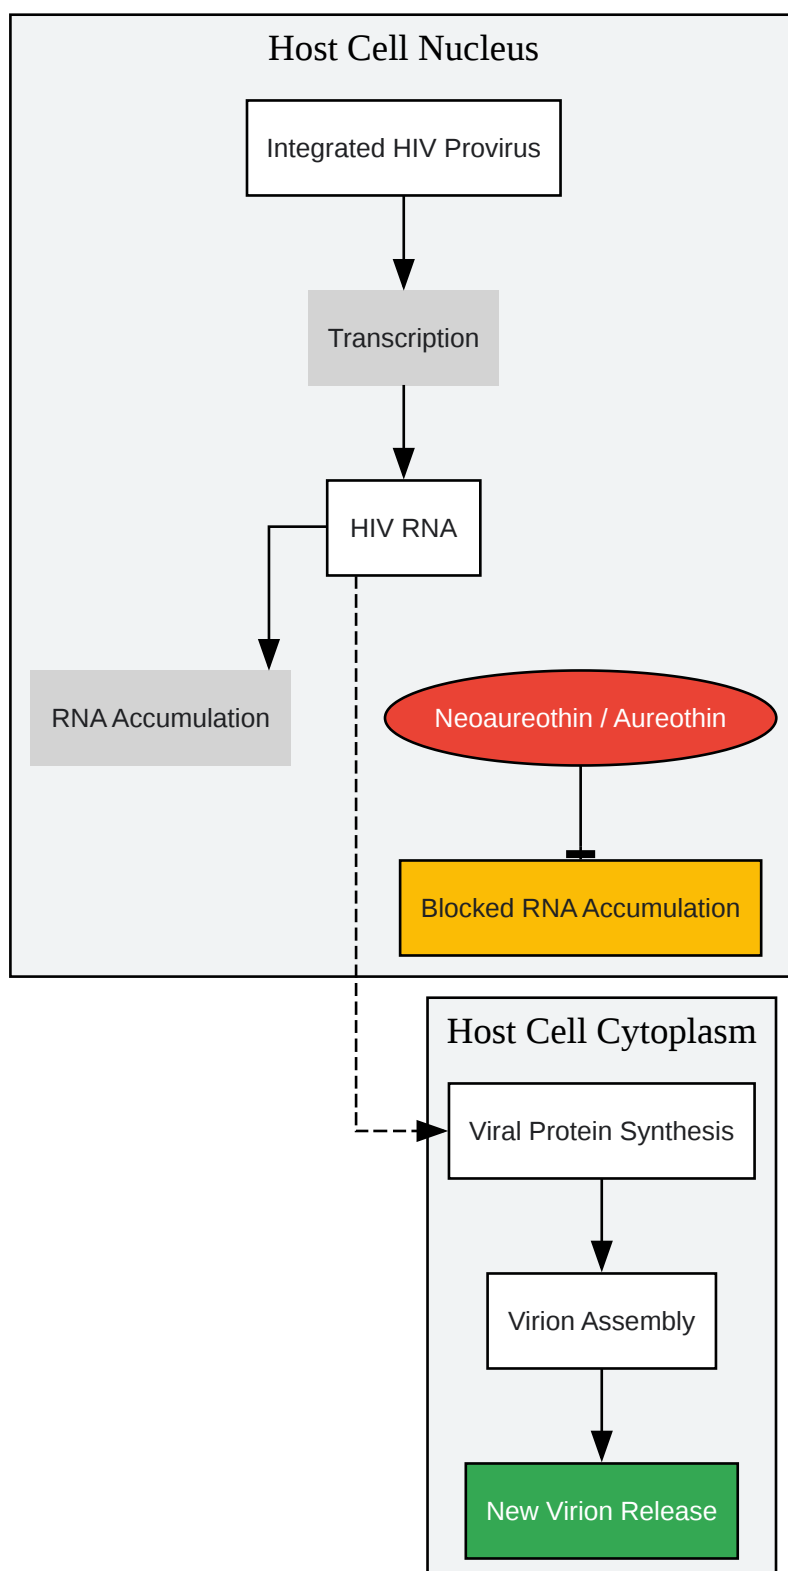 Host Cell Nucleus
Integrated HIV Provirus
Transcription
HIV RNA
RNA Accumulation
Neoaureothin / Aureothin
Blocked RNA Accumulation
Host Cell Cytoplasm
Viral Protein Synthesis
Virion Assembly
New Virion Release